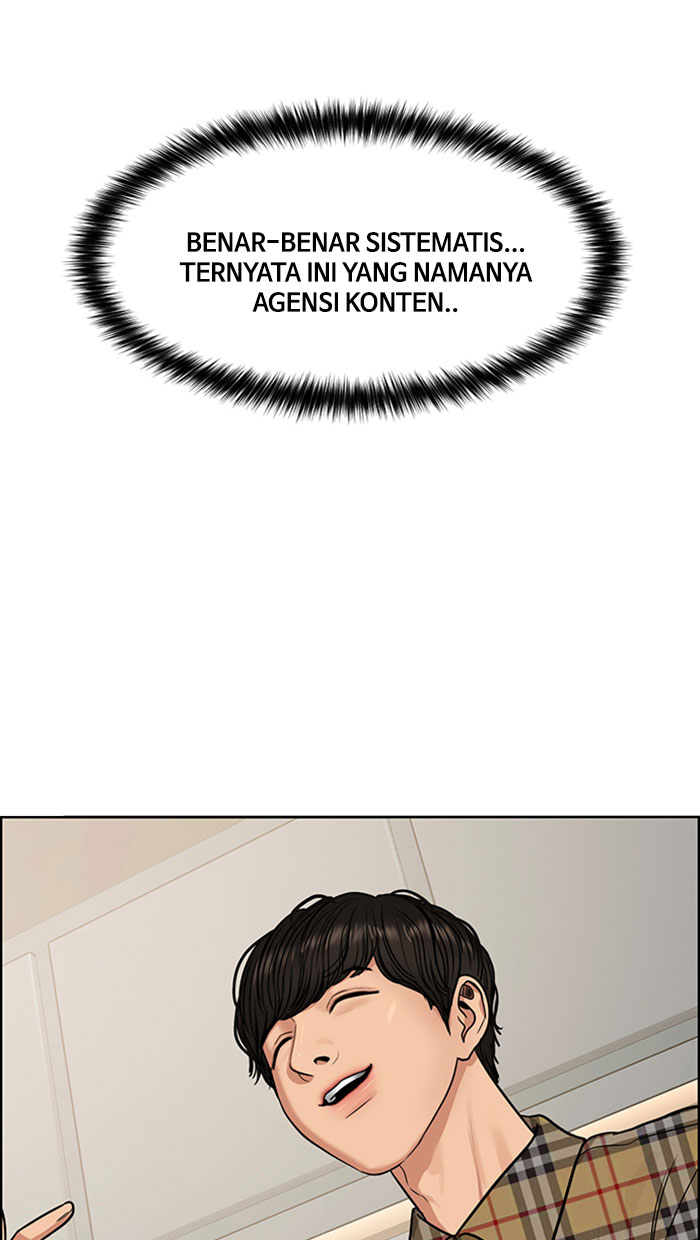 BENAR-BENAR SISTEMATIS...
TERNYATA INI YANG NAMANYA
AGENSI KONTEN..